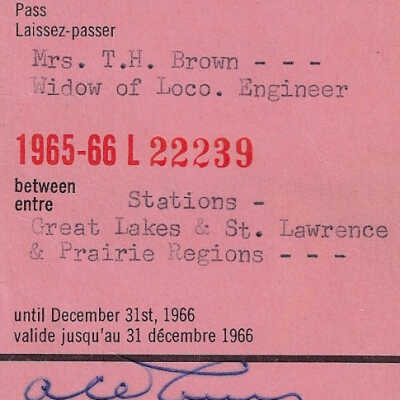 Pass
Laissez-passer
Mrs. T.H. Brown - - -
Widow of Loco. Engineer
1965-66 L 22239
between
entre
Stations -
Great Lakes & St. Lawrence
& Prairie Regions - - -
until December 31st, 1966
valide jusqu'au 31 décembre 1966